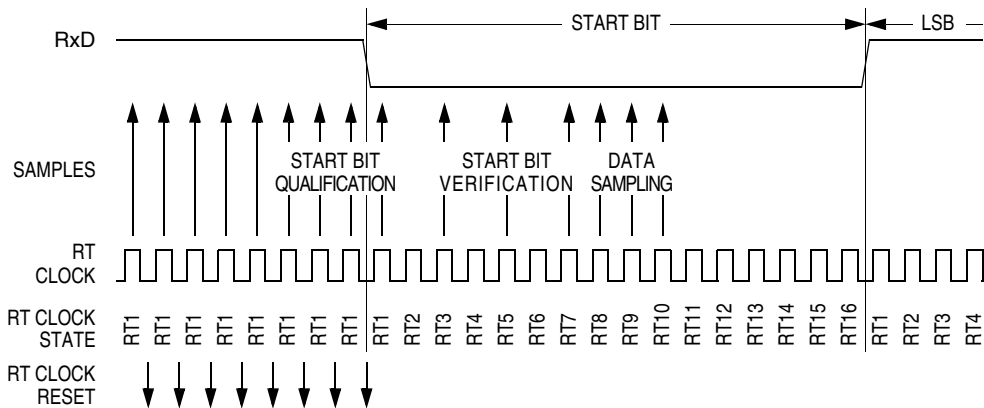 START BIT
LSB
RxD
SAMPLES
START BIT
QUALIFICATION
START BIT
VERIFICATION
DATA
SAMPLING
RT
CLOCK
RT CLOCK
STATE
RT1 RT1 RT1 RT1 RT1 RT1 RT1 RT1 RT1 RT2 RT3 RT4 RT5 RT6 RT7 RT8 RT9 RT10 RT11 RT12 RT13 RT14 RT15 RT16 RT1 RT2 RT3 RT4
RT CLOCK
RESET